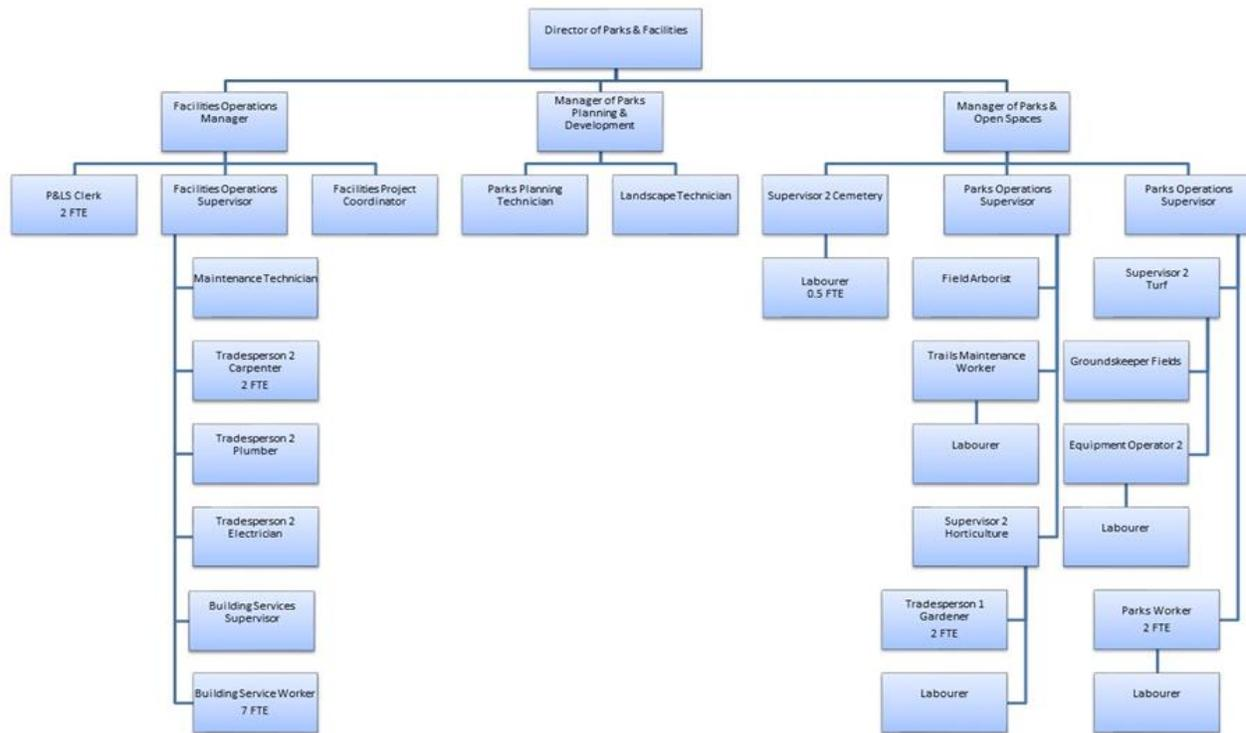 Director of Parks & Facilities
Facilities Operations
Manager
Manager of Parks
Planning &
Development
Manager of Parks &
Open Spaces
P&LS Clerk
2 FTE
Facilities Operations
Supervisor
Facilities Project
Coordinator
Parks Planning
Technician
Landscape Technician
Supervisor 2 Cemetery
Parks Operations
Supervisor
Parks Operations
Supervisor
Maintenance Technician
Tradesperson 2
Carpenter
2 FTE
Tradesperson 2
Plumber
Tradesperson 2
Electrician
Building Services
Supervisor
Building Service Worker
7 FTE
Labourer
0.5 FTE
Field Arborist
Trails Maintenance
Worker
Labourer
Supervisor 2
Horticulture
Tradesperson 1
Gardener
2 FTE
Labourer
Supervisor 2
Turf
Groundskeeper Fields
Equipment Operator 2
Labourer
Parks Worker
2 FTE
Labourer